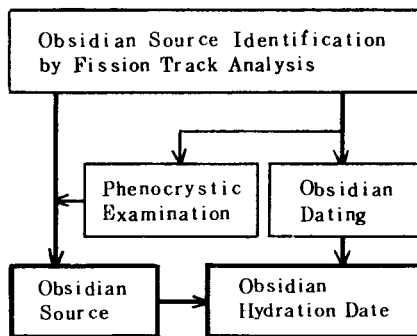 Obsidian Source Identification
by Fission Track Analysis
Phenocrystic
Examination
Obsidian
Dating
Obsidian
Source
Obsidian
Hydration Date